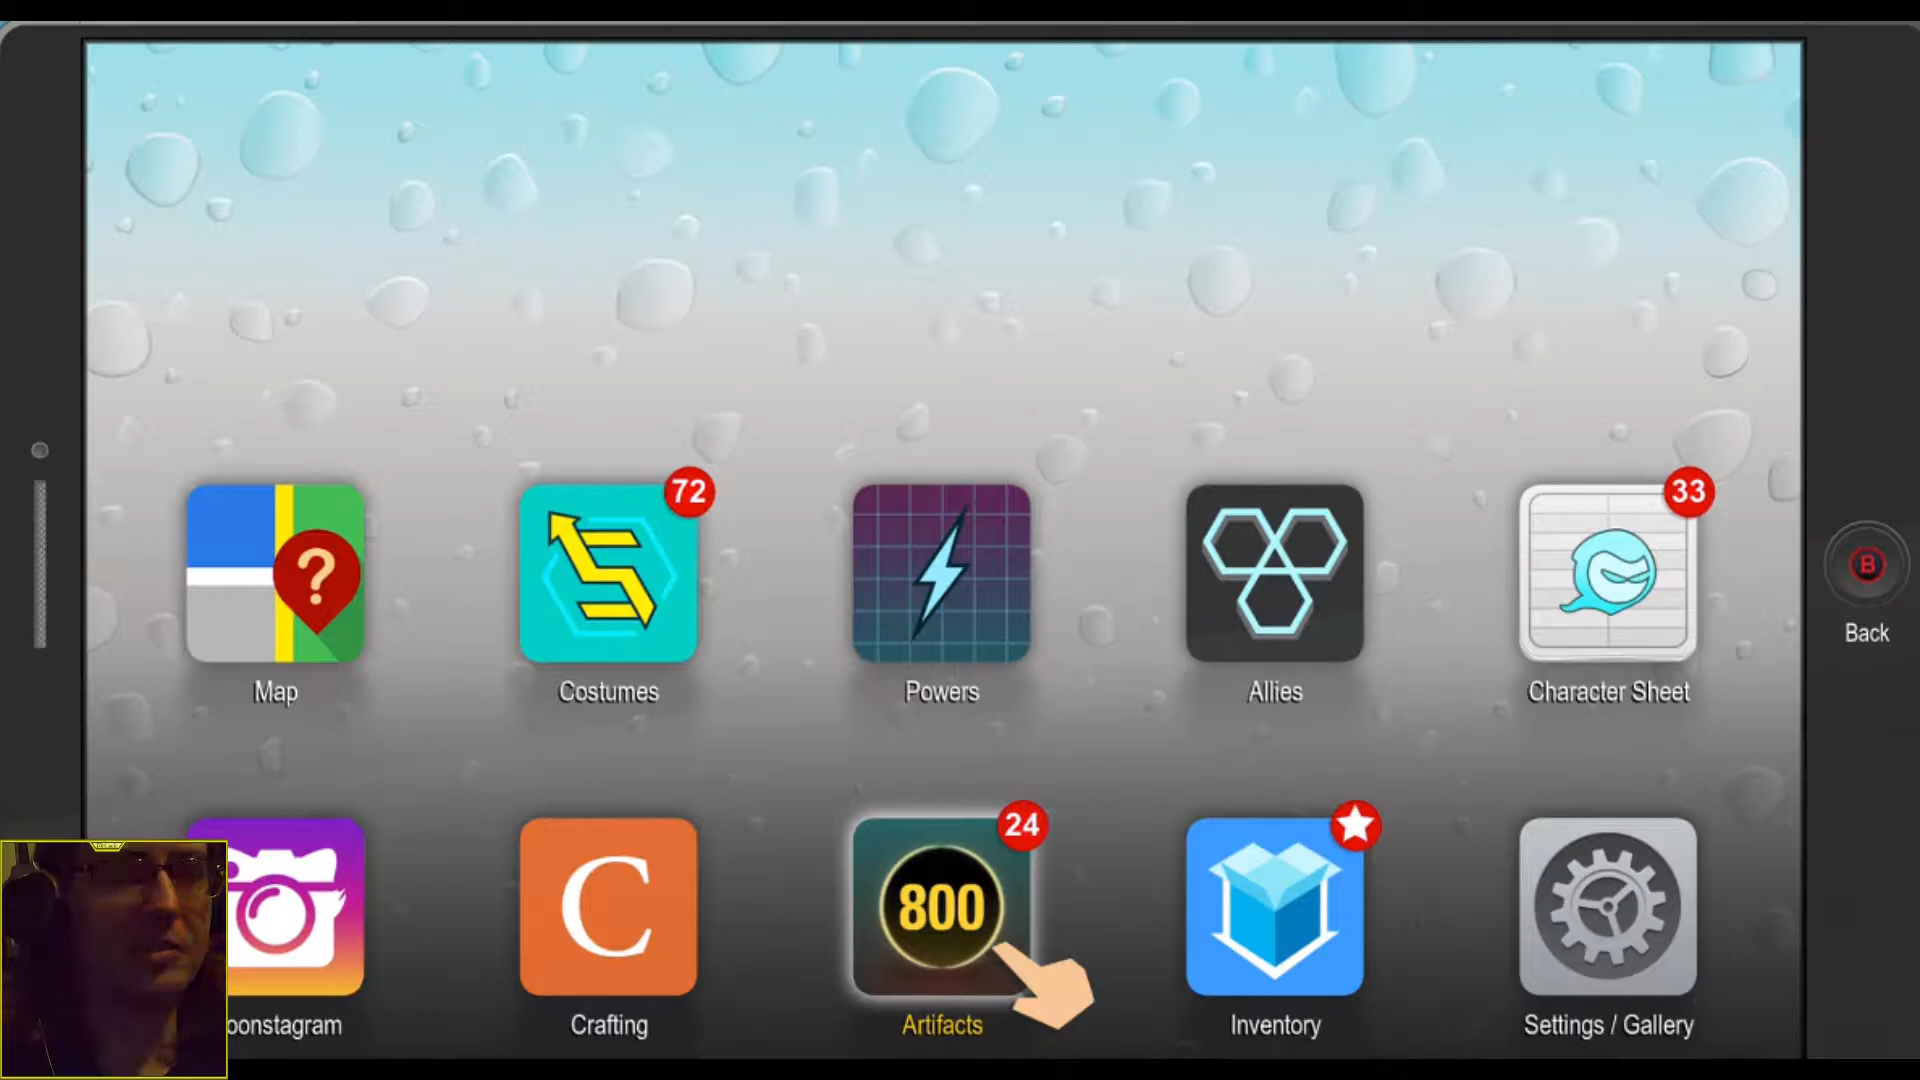 72
33
?
B
Back
Map
Costumes
Powers
Allies
Character Sheet
24
C
800
oonstagram
Crafting
Artifacts
Inventory
Settings / Gallery